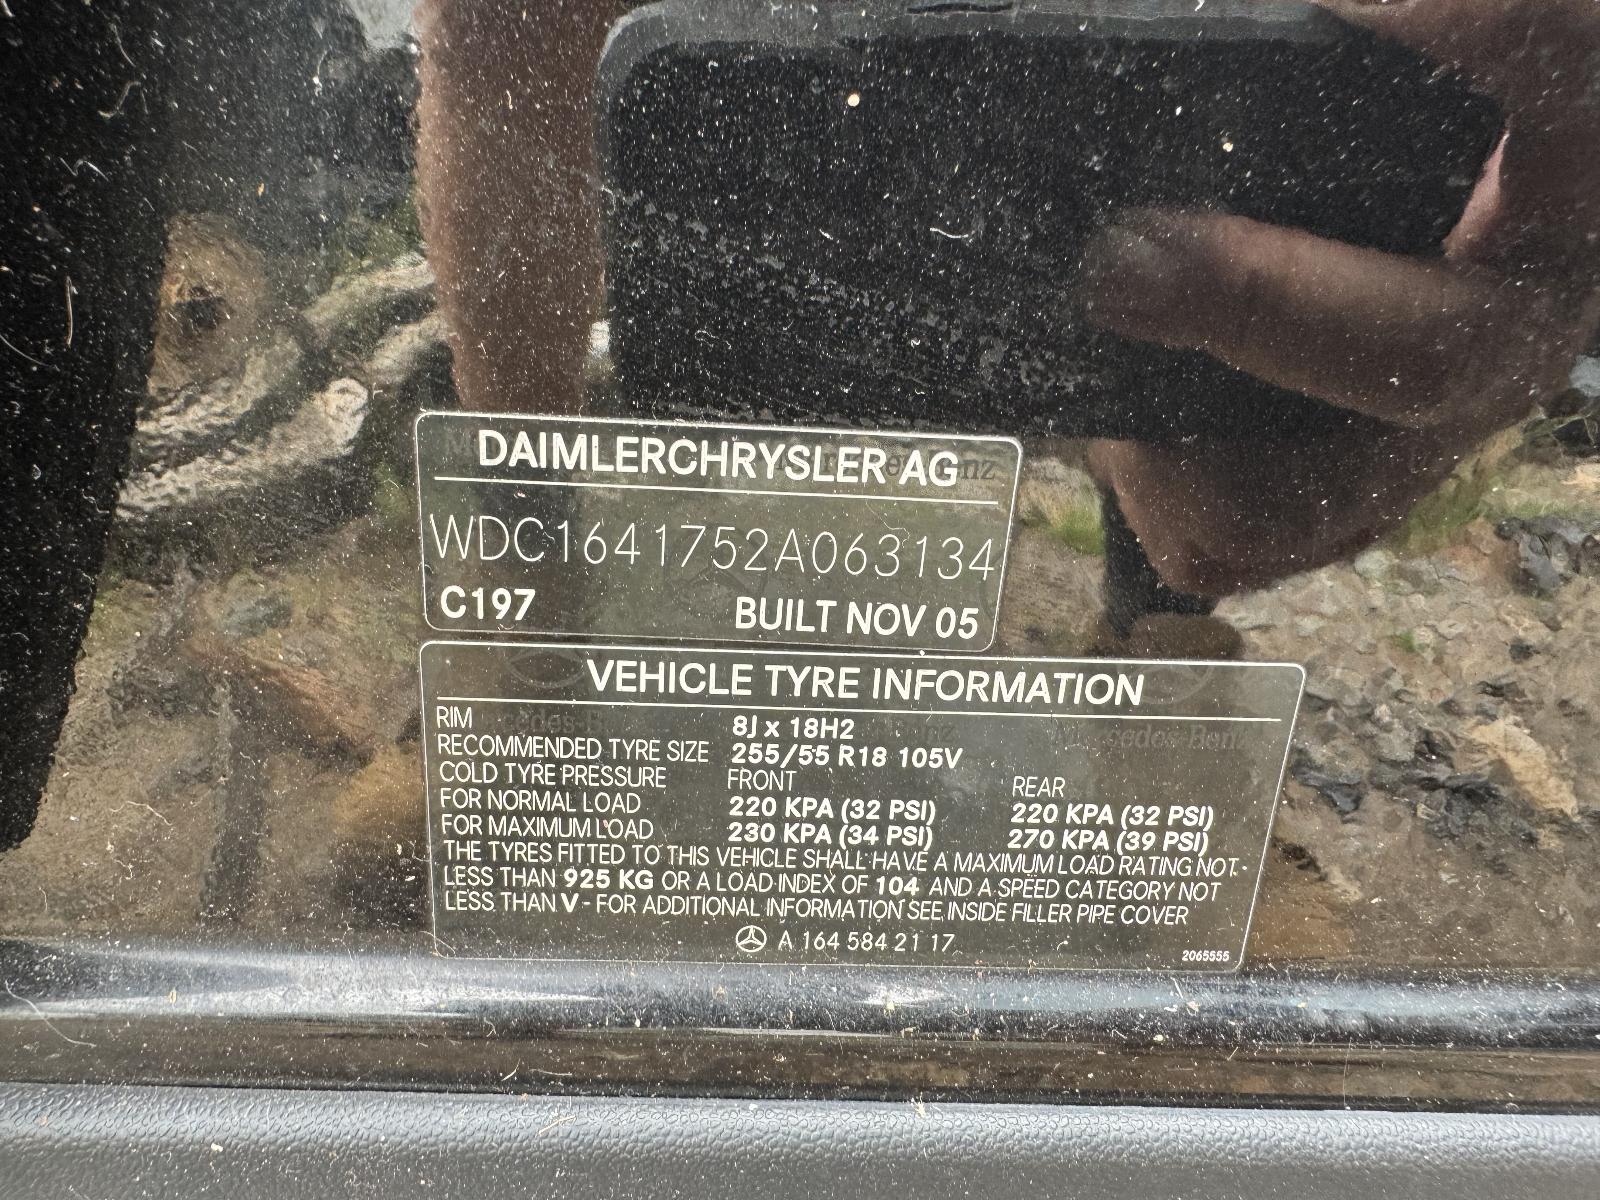 DAIMLERCHRYSLER AG
WDC1641752A063134
C197 BUILT NOV 05
VEHICLE TYRE INFORMATION
RIM 8J x 18H2
RECOMMENDED TYRE SIZE 255/55 R18 105V
COLD TYRE PRESSURE FRONT REAR
FOR NORMAL LOAD 220 KPA (32 PSI) 220 KPA (32 PSI)
FOR MAXIMUM LOAD 230 KPA (34 PSI) 270 KPA (39 PSI)
THE TYRES FITTED TO THIS VEHICLE SHALL HAVE A MAXIMUM LOAD RATING NOT
LESS THAN 925 KG OR A LOAD INDEX OF 104 AND A SPEED CATEGORY NOT
LESS THAN V - FOR ADDITIONAL INFORMATION SEE INSIDE FILLER PIPE COVER
A 164 584 21 17
2065555